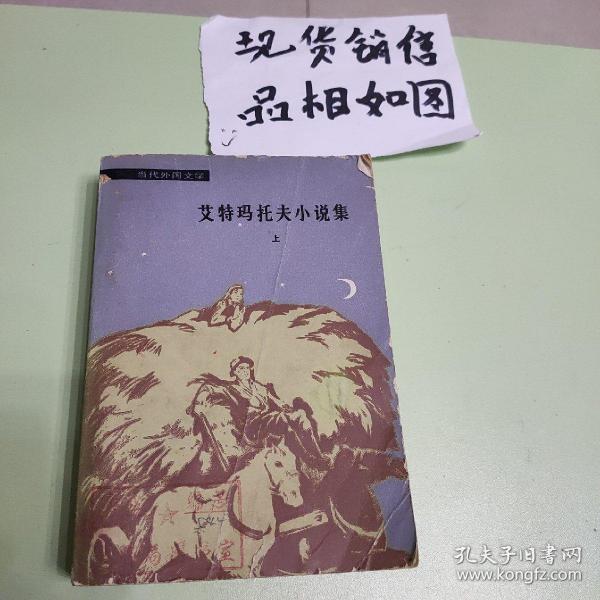 现货销售
品相如图
当代外国文学
艾特玛托夫小说集
上
孔夫子旧书网
www.kongfz.com